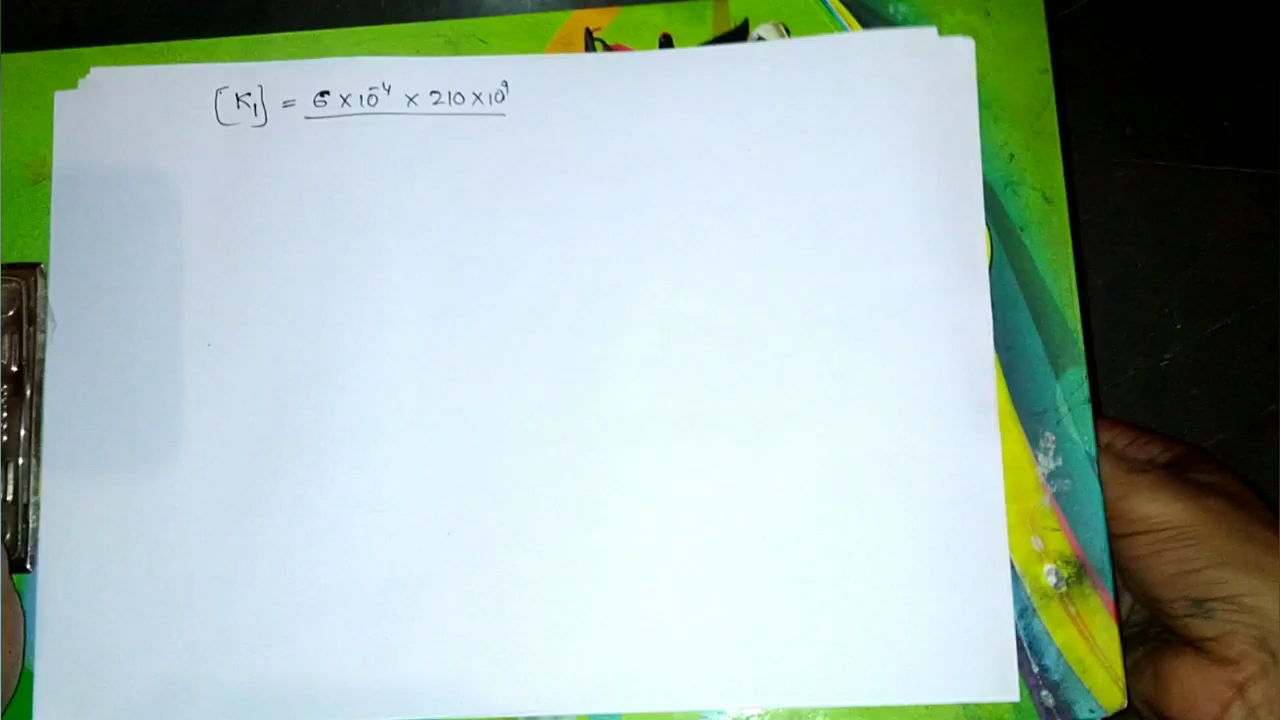 [K₁] = 6 × 10⁻⁴ × 210 × 10⁹